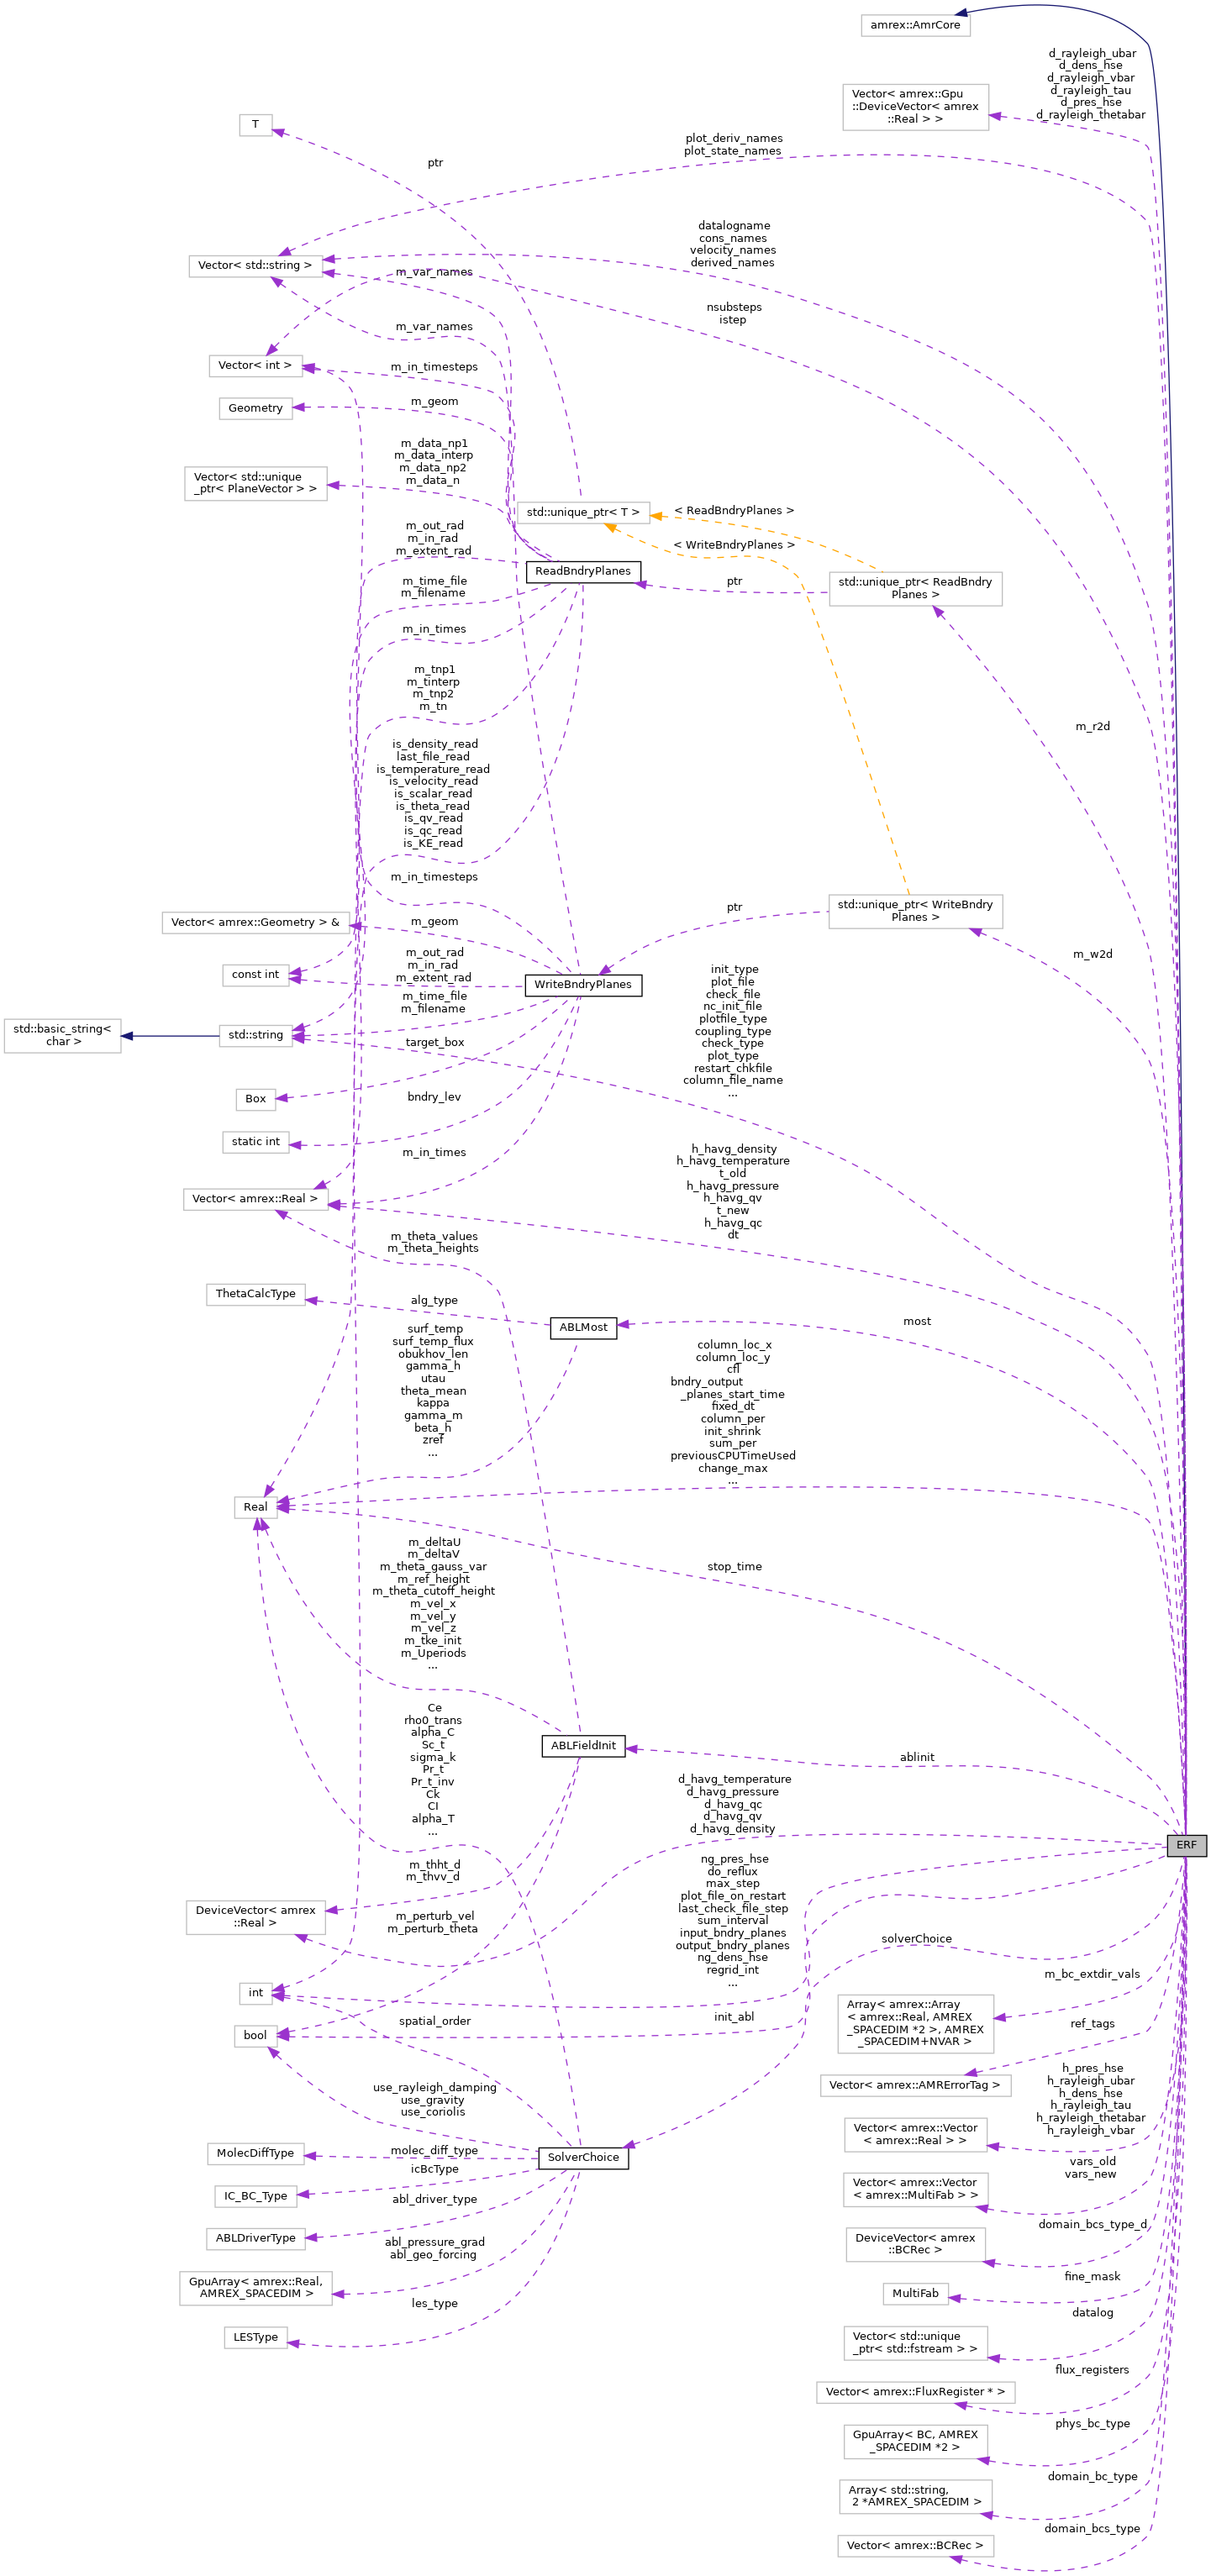 amrex::AmrCore
d_rayleigh_ubar
d_dens_hse
d_rayleigh_vbar
d_rayleigh_tau
d_pres_hse
d_rayleigh_thetabar
Vector< amrex::Gpu
::DeviceVector< amrex
::Real > >
T
ptr
plot_deriv_names
plot_state_names
datalogname
cons_names
velocity_names
derived_names
Vector< std::string >
m_var_names
nsubsteps
istep
m_var_names
Vector< int >
m_in_timesteps
Geometry
m_geom
m_data_np1
m_data_interp
m_data_np2
m_data_n
Vector< std::unique
_ptr< PlaneVector > >
std::unique_ptr< T >
< ReadBndryPlanes >
m_out_rad
m_in_rad
m_extent_rad
< WriteBndryPlanes >
ReadBndryPlanes
ptr
std::unique_ptr< ReadBndry
Planes >
m_time_file
m_filename
m_in_times
m_tnp1
m_tinterp
m_tnp2
m_tn
m_r2d
is_density_read
last_file_read
is_temperature_read
is_velocity_read
is_scalar_read
is_theta_read
is_qv_read
is_qc_read
is_KE_read
m_in_timesteps
Vector< amrex::Geometry > &
m_geom
ptr
std::unique_ptr< WriteBndry
Planes >
m_w2d
const int
m_out_rad
m_in_rad
m_extent_rad
WriteBndryPlanes
init_type
plot_file
check_file
nc_init_file
plotfile_type
coupling_type
check_type
plot_type
restart_chkfile
column_file_name
...
m_time_file
m_filename
std::basic_string<
char >
std::string
target_box
Box
bndry_lev
static int
m_in_times
h_havg_density
h_havg_temperature
t_old
h_havg_pressure
h_havg_qv
t_new
h_havg_qc
dt
Vector< amrex::Real >
m_theta_values
m_theta_heights
ThetaCalcType
alg_type
ABLMost
most
surf_temp
surf_temp_flux
obukhov_len
gamma_h
utau
theta_mean
kappa
gamma_m
beta_h
zref
...
column_loc_x
column_loc_y
cfl
bndry_output
_planes_start_time
fixed_dt
column_per
init_shrink
sum_per
previousCPUTimeUsed
change_max
...
Real
stop_time
m_deltaU
m_deltaV
m_theta_gauss_var
m_ref_height
m_theta_cutoff_height
m_vel_x
m_vel_y
m_vel_z
m_tke_init
m_Uperiods
...
ABLFieldInit
ablinit
Ce
rho0_trans
alpha_C
Sc_t
sigma_k
Pr_t
Pr_t_inv
Ck
CI
alpha_T
...
d_havg_temperature
d_havg_pressure
d_havg_qc
d_havg_qv
d_havg_density
ERF
m_thht_d
m_thvv_d
DeviceVector< amrex
::Real >
m_perturb_vel
m_perturb_theta
ng_pres_hse
do_reflux
max_step
plot_file_on_restart
last_check_file_step
sum_interval
input_bndry_planes
output_bndry_planes
ng_dens_hse
regrid_int
...
solverChoice
int
m_bc_extdir_vals
Array< amrex::Array
< amrex::Real, AMREX
_SPACEDIM *2 >, AMREX
_SPACEDIM+NVAR >
bool
spatial_order
init_abl
ref_tags
Vector< amrex::AMRErrorTag >
use_rayleigh_damping
use_gravity
use_coriolis
h_pres_hse
h_rayleigh_ubar
h_dens_hse
h_rayleigh_tau
h_rayleigh_thetabar
h_rayleigh_vbar
Vector< amrex::Vector
< amrex::Real > >
MolecDiffType
molec_diff_type
SolverChoice
icBcType
IC_BC_Type
vars_old
vars_new
Vector< amrex::Vector
< amrex::MultiFab > >
abl_driver_type
ABLDriverType
domain_bcs_type_d
DeviceVector< amrex
::BCRec >
abl_pressure_grad
abl_geo_forcing
GpuArray< amrex::Real,
AMREX_SPACEDIM >
fine_mask
MultiFab
les_type
LESType
datalog
Vector< std::unique
_ptr< std::fstream > >
flux_registers
Vector< amrex::FluxRegister * >
phys_bc_type
GpuArray< BC, AMREX
_SPACEDIM *2 >
domain_bc_type
Array< std::string,
2 *AMREX_SPACEDIM >
domain_bcs_type
Vector< amrex::BCRec >